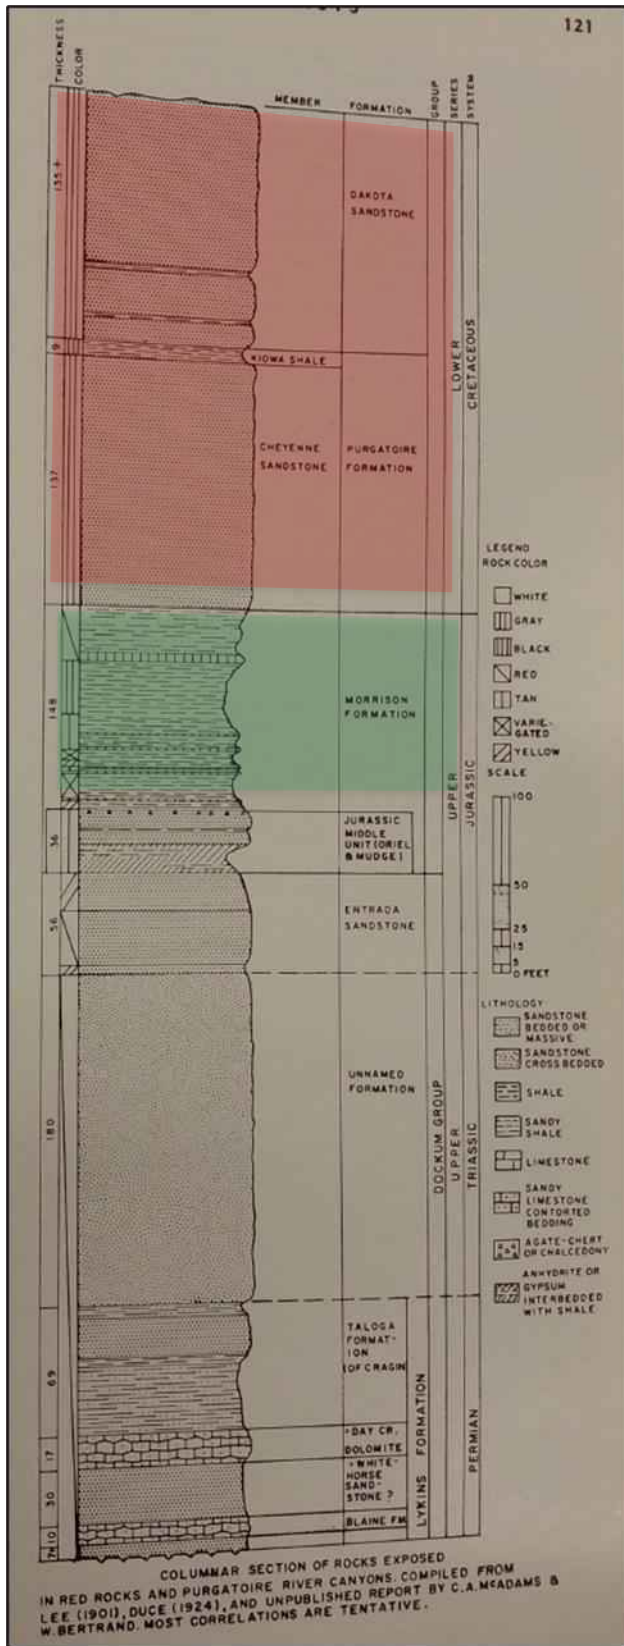 121
THICKNESS
COLOR
MEMBER
FORMATION
GROUP
SERIES
SYSTEM
135 +
DAKOTA
SANDSTONE
9
KIOWA SHALE
LOWER
CRETACEOUS
137
CHEYENNE
SANDSTONE
PURGATOIRE
FORMATION
148
MORRISON
FORMATION
UPPER
JURASSIC
36
JURASSIC
MIDDLE
UNIT (ORIEL
& MUDGE)
56
ENTRADA
SANDSTONE
180
UNNAMED
FORMATION
DOCKUM GROUP
UPPER
TRIASSIC
69
TALOGA
FORMAT-
ION
(OF CRAGIN)
17
DAY CR.
DOLOMITE
30
WHITE-
HORSE
SAND-
STONE ?
10
BLAINE FM.
7+
LYKINS FORMATION
PERMIAN
LEGEND
ROCK COLOR
WHITE
GRAY
BLACK
RED
TAN
VARIE-
GATED
YELLOW
SCALE
100
50
25
15
5
0 FEET
LITHOLOGY
SANDSTONE
BEDDED OR
MASSIVE
SANDSTONE
CROSS BEDDED
SHALE
SANDY
SHALE
LIMESTONE
SANDY
LIMESTONE
CONTORTED
BEDDING
AGATE-CHERT
OR CHALCEDONY
ANHYDRITE OR
GYPSUM
INTERBEDDED
WITH SHALE
COLUMMAR SECTION OF ROCKS EXPOSED
IN RED ROCKS AND PURGATOIRE RIVER CANYONS. COMPILED FROM
LEE (1901), DUCE (1924), AND UNPUBLISHED REPORT BY C.A. McADAMS &
W. BERTRAND. MOST CORRELATIONS ARE TENTATIVE.